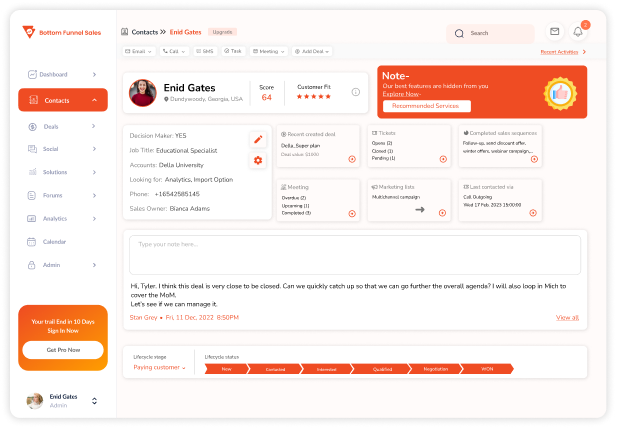 Bottom Funnel Sales
Contacts >> Enid Gates Upgrade
Search
2
Email
Call
SMS
Task
Meeting
Add Deal
Recent Activities
Dashboard
Contacts
Deals
Social
Solutions
Forums
Analytics
Calendar
Admin
Your trail End in 10 Days
Sign In Now
Get Pro Now
Enid Gates
Admin
Enid Gates
Dundywoody, Georgia, USA
Score
64
Customer Fit
Note-
Our best features are hidden from you
Explore Now-
Recommended Services
Decision Maker: YES
Job Title: Educational Specialist
Accounts: Della University
Looking for: Analytics, Import Option
Phone: +16542585145
Sales Owner: Bianca Adams
Recent created deal
Della_Super plan
Deal value: $2000
Tickets
Opens (2)
Closed (1)
Pending (1)
Completed sales sequences
Follow-up, send discount offer,
winter offers, webinar campaign,..
Meeting:
Overdue (2)
Upcoming (1)
Completed (3)
Marketing lists
Multichannel campaign
Last contacted via
Call Outgoing
Wed 17 Feb. 2023 15:00:00
Type your note here...
Hi, Tyler. I think this deal is very close to be closed. Can we quickly catch up so that we can go further the overall agenda? I will also loop in Mich to
cover the MoM.
Let's see if we can manage it.
Stan Grey • Fri, 11 Dec, 2022 8:50PM
View all
Lifecycle stage
Paying customer
Lifecycle status
New
Contacted
Interested
Qualified
Negotiation
WON